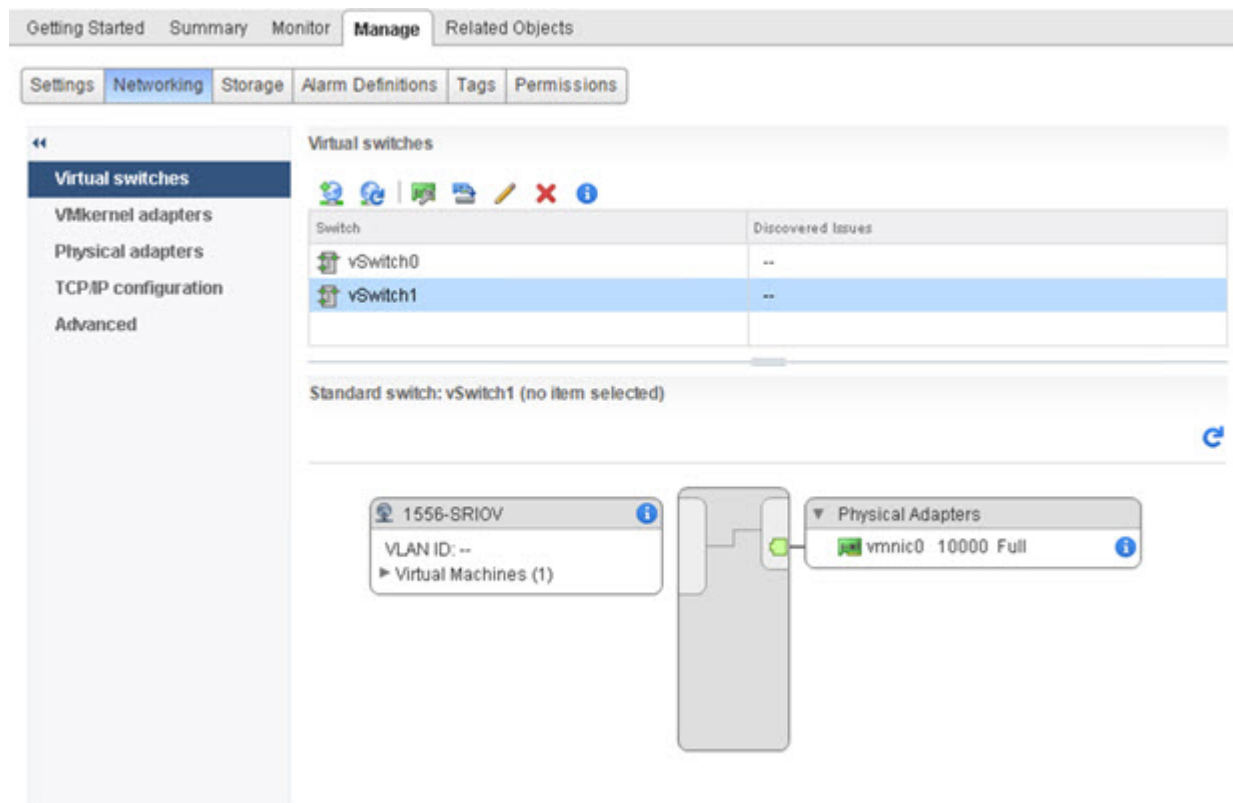 Getting Started Summary Monitor Manage Related Objects
Settings Networking Storage Alarm Definitions Tags Permissions
Virtual switches
Virtual switches
VMkernel adapters
Physical adapters
TCP/IP configuration
Advanced
Switch Discovered Issues
vSwitch0 --
vSwitch1 --
Standard switch: vSwitch1 (no item selected)
1556-SRIOV
VLAN ID: --
Virtual Machines (1)
Physical Adapters
vmnic0 10000 Full